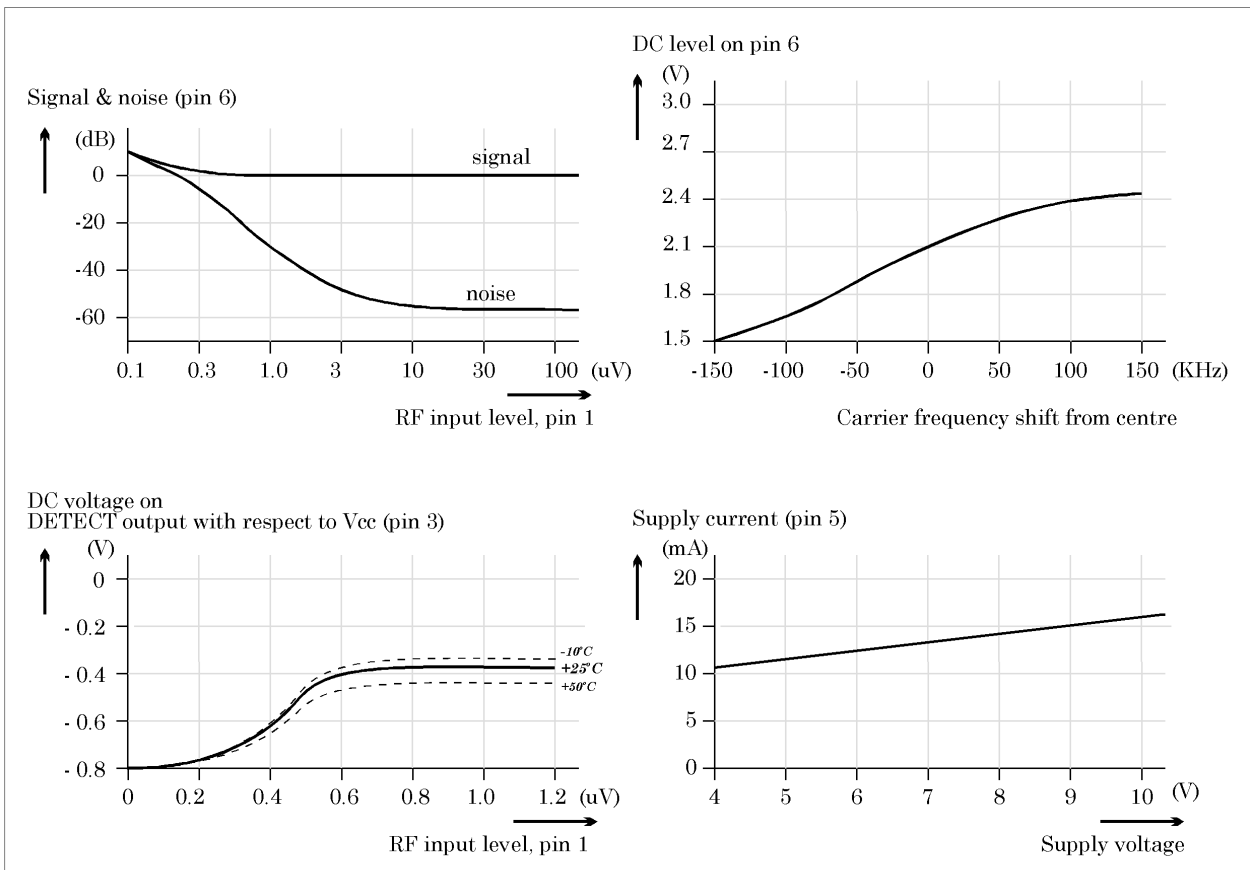 Signal & noise (pin 6)
(dB)
0
-20
-40
-60
signal
noise
0.1 0.3 1.0 3 10 30 100 (uV)
RF input level, pin 1
DC level on pin 6
(V)
3.0
2.7
2.4
2.1
1.8
1.5
-150 -100 -50 0 50 100 150 (KHz)
Carrier frequency shift from centre
DC voltage on
DETECT output with respect to Vcc (pin 3)
(V)
0
- 0.2
- 0.4
- 0.6
- 0.8
-10°C
+25°C
+50°C
0 0.2 0.4 0.6 0.8 1.0 1.2 (uV)
RF input level, pin 1
Supply current (pin 5)
(mA)
20
15
10
5
0
4 5 6 7 8 9 10 (V)
Supply voltage